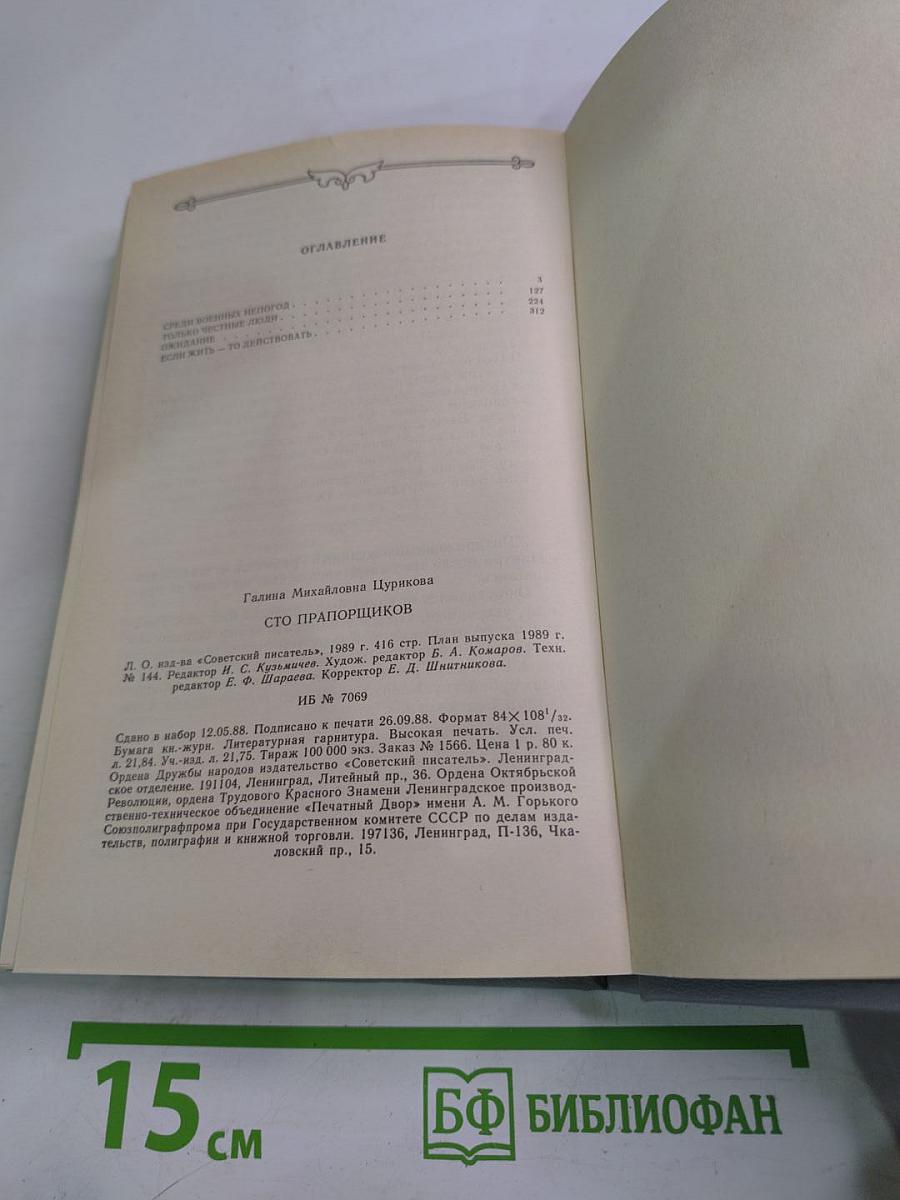 ОГЛАВЛЕНИЕ
СРЕДИ ВОЕННЫХ НЕПОГОД . . . . . . . . . . . . . . . 3
ТОЛЬКО ЧЕСТНЫЕ ЛЮДИ . . . . . . . . . . . . . . . 127
ОЖИДАНИЕ . . . . . . . . . . . . . . . 224
ЕСЛИ ЖИТЬ — ТО ДЕЙСТВОВАТЬ . . . . . . . . . . . . . . . 312
Галина Михайловна Цурикова
СТО ПРАПОРЩИКОВ
Л. О. изд-ва «Советский писатель», 1989 г. 416 стр. План выпуска 1989 г.
№ 144. Редактор И. С. Кузьмичев. Худож. редактор Б. А. Комаров. Техн.
редактор Е. Ф. Шараева. Корректор Е. Д. Шнитникова.
ИБ № 7069
Сдано в набор 12.05.88. Подписано к печати 26.09.88. Формат 84×108¹/₃₂.
Бумага кн.-журн. Литературная гарнитура. Высокая печать. Усл. печ.
л. 21,84. Уч.-изд. л. 21,75. Тираж 100 000 экз. Заказ № 1566. Цена 1 р. 80 к.
Ордена Дружбы народов издательство «Советский писатель». Ленинград-
ское отделение. 191104, Ленинград, Литейный пр., 36. Ордена Октябрьской
Революции, ордена Трудового Красного Знамени Ленинградское производ-
ственно-техническое объединение «Печатный Двор» имени А. М. Горького
Союзполиграфпрома при Государственном комитете СССР по делам изда-
тельств, полиграфии и книжной торговли. 197136, Ленинград, П-136, Чка-
ловский пр., 15.
15 см
БФ БИБЛИОФАН